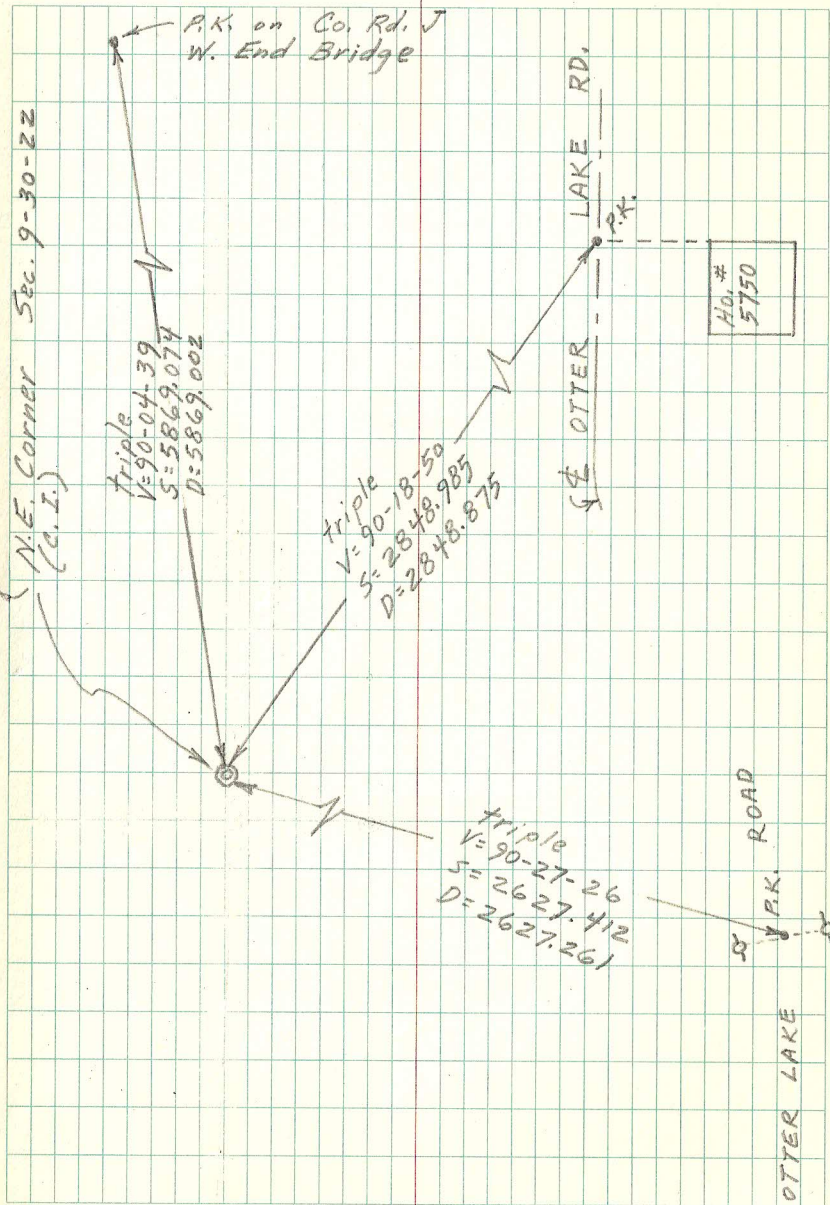 P.K. on Co. Rd. J
W. End Bridge
N.E. Corner Sec. 9-30-22
(C.I.)
triple
V=90-04-39
S=5869.074
D=5869.002
triple
V=90-18-50
S=2848.985
D=2848.875
℄ OTTER LAKE RD.
P.K.
Ho. #
5750
triple
V=90-27-26
S=2627.412
D=2627.261
P.K.
OTTER LAKE ROAD